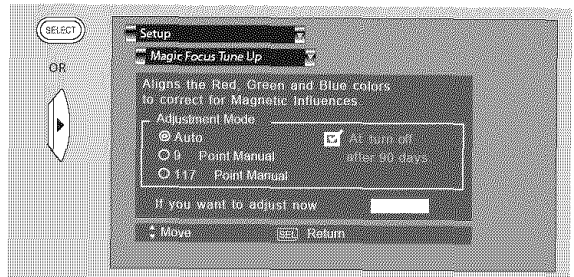 SELECT
OR
Setup
Magic Focus Tune Up
Aligns the Red, Green and Blue colors
to correct for Magnetic Influences
Adjustment Mode
Auto
At turn off
after 90 days
9 Point Manual
117 Point Manual
If you want to adjust now
Move SEL Return